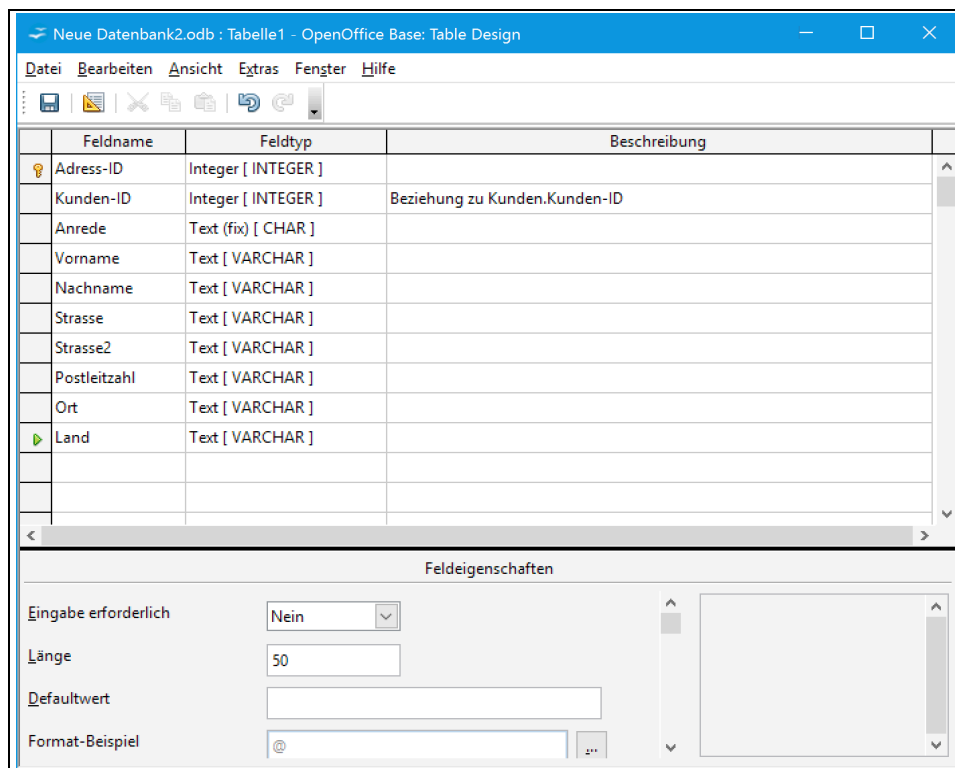 Neue Datenbank2.odb : Tabelle1 - OpenOffice Base: Table Design
Datei Bearbeiten Ansicht Extras Fenster Hilfe
Feldname Feldtyp Beschreibung
Adress-ID Integer [ INTEGER ]
Kunden-ID Integer [ INTEGER ] Beziehung zu Kunden.Kunden-ID
Anrede Text (fix) [ CHAR ]
Vorname Text [ VARCHAR ]
Nachname Text [ VARCHAR ]
Strasse Text [ VARCHAR ]
Strasse2 Text [ VARCHAR ]
Postleitzahl Text [ VARCHAR ]
Ort Text [ VARCHAR ]
Land Text [ VARCHAR ]
Feldeigenschaften
Eingabe erforderlich Nein
Länge 50
Defaultwert
Format-Beispiel @ ...